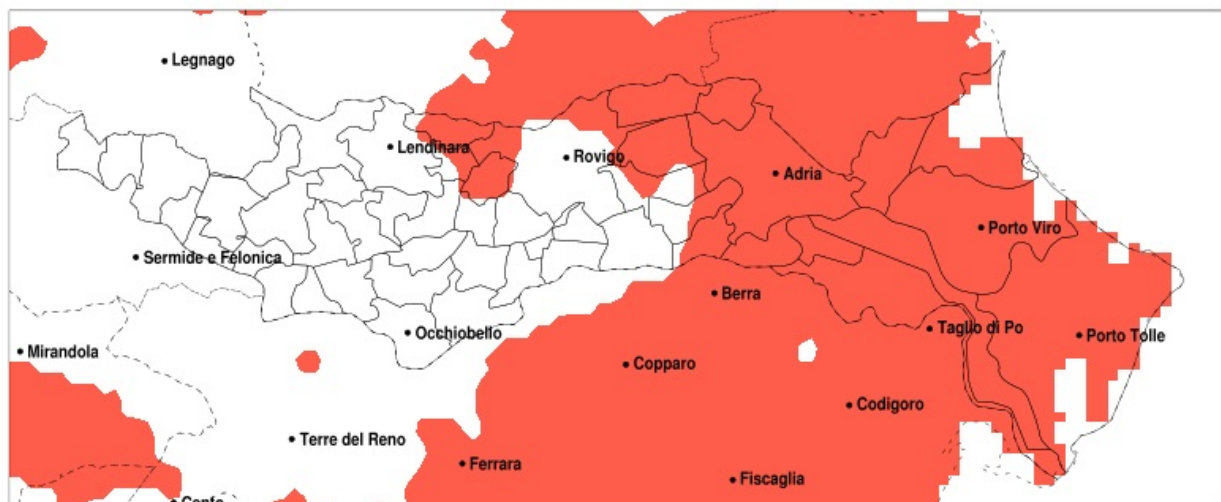 Legnago
Lendinara
Rovigo
Adria
Porto Viro
Sermide e Felonica
Berra
Occhiobello
Taglio di Po
Porto Tolle
Mirandola
Copparo
Codigoro
Terre del Reno
Ferrara
Fiscaglia